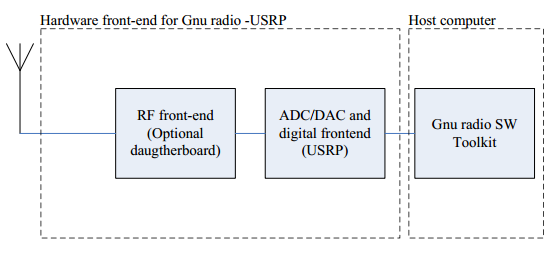 Hardware front-end for Gnu radio -USRP
Host computer
RF front-end
(Optional
daugtherboard)
ADC/DAC and
digital frontend
(USRP)
Gnu radio SW
Toolkit